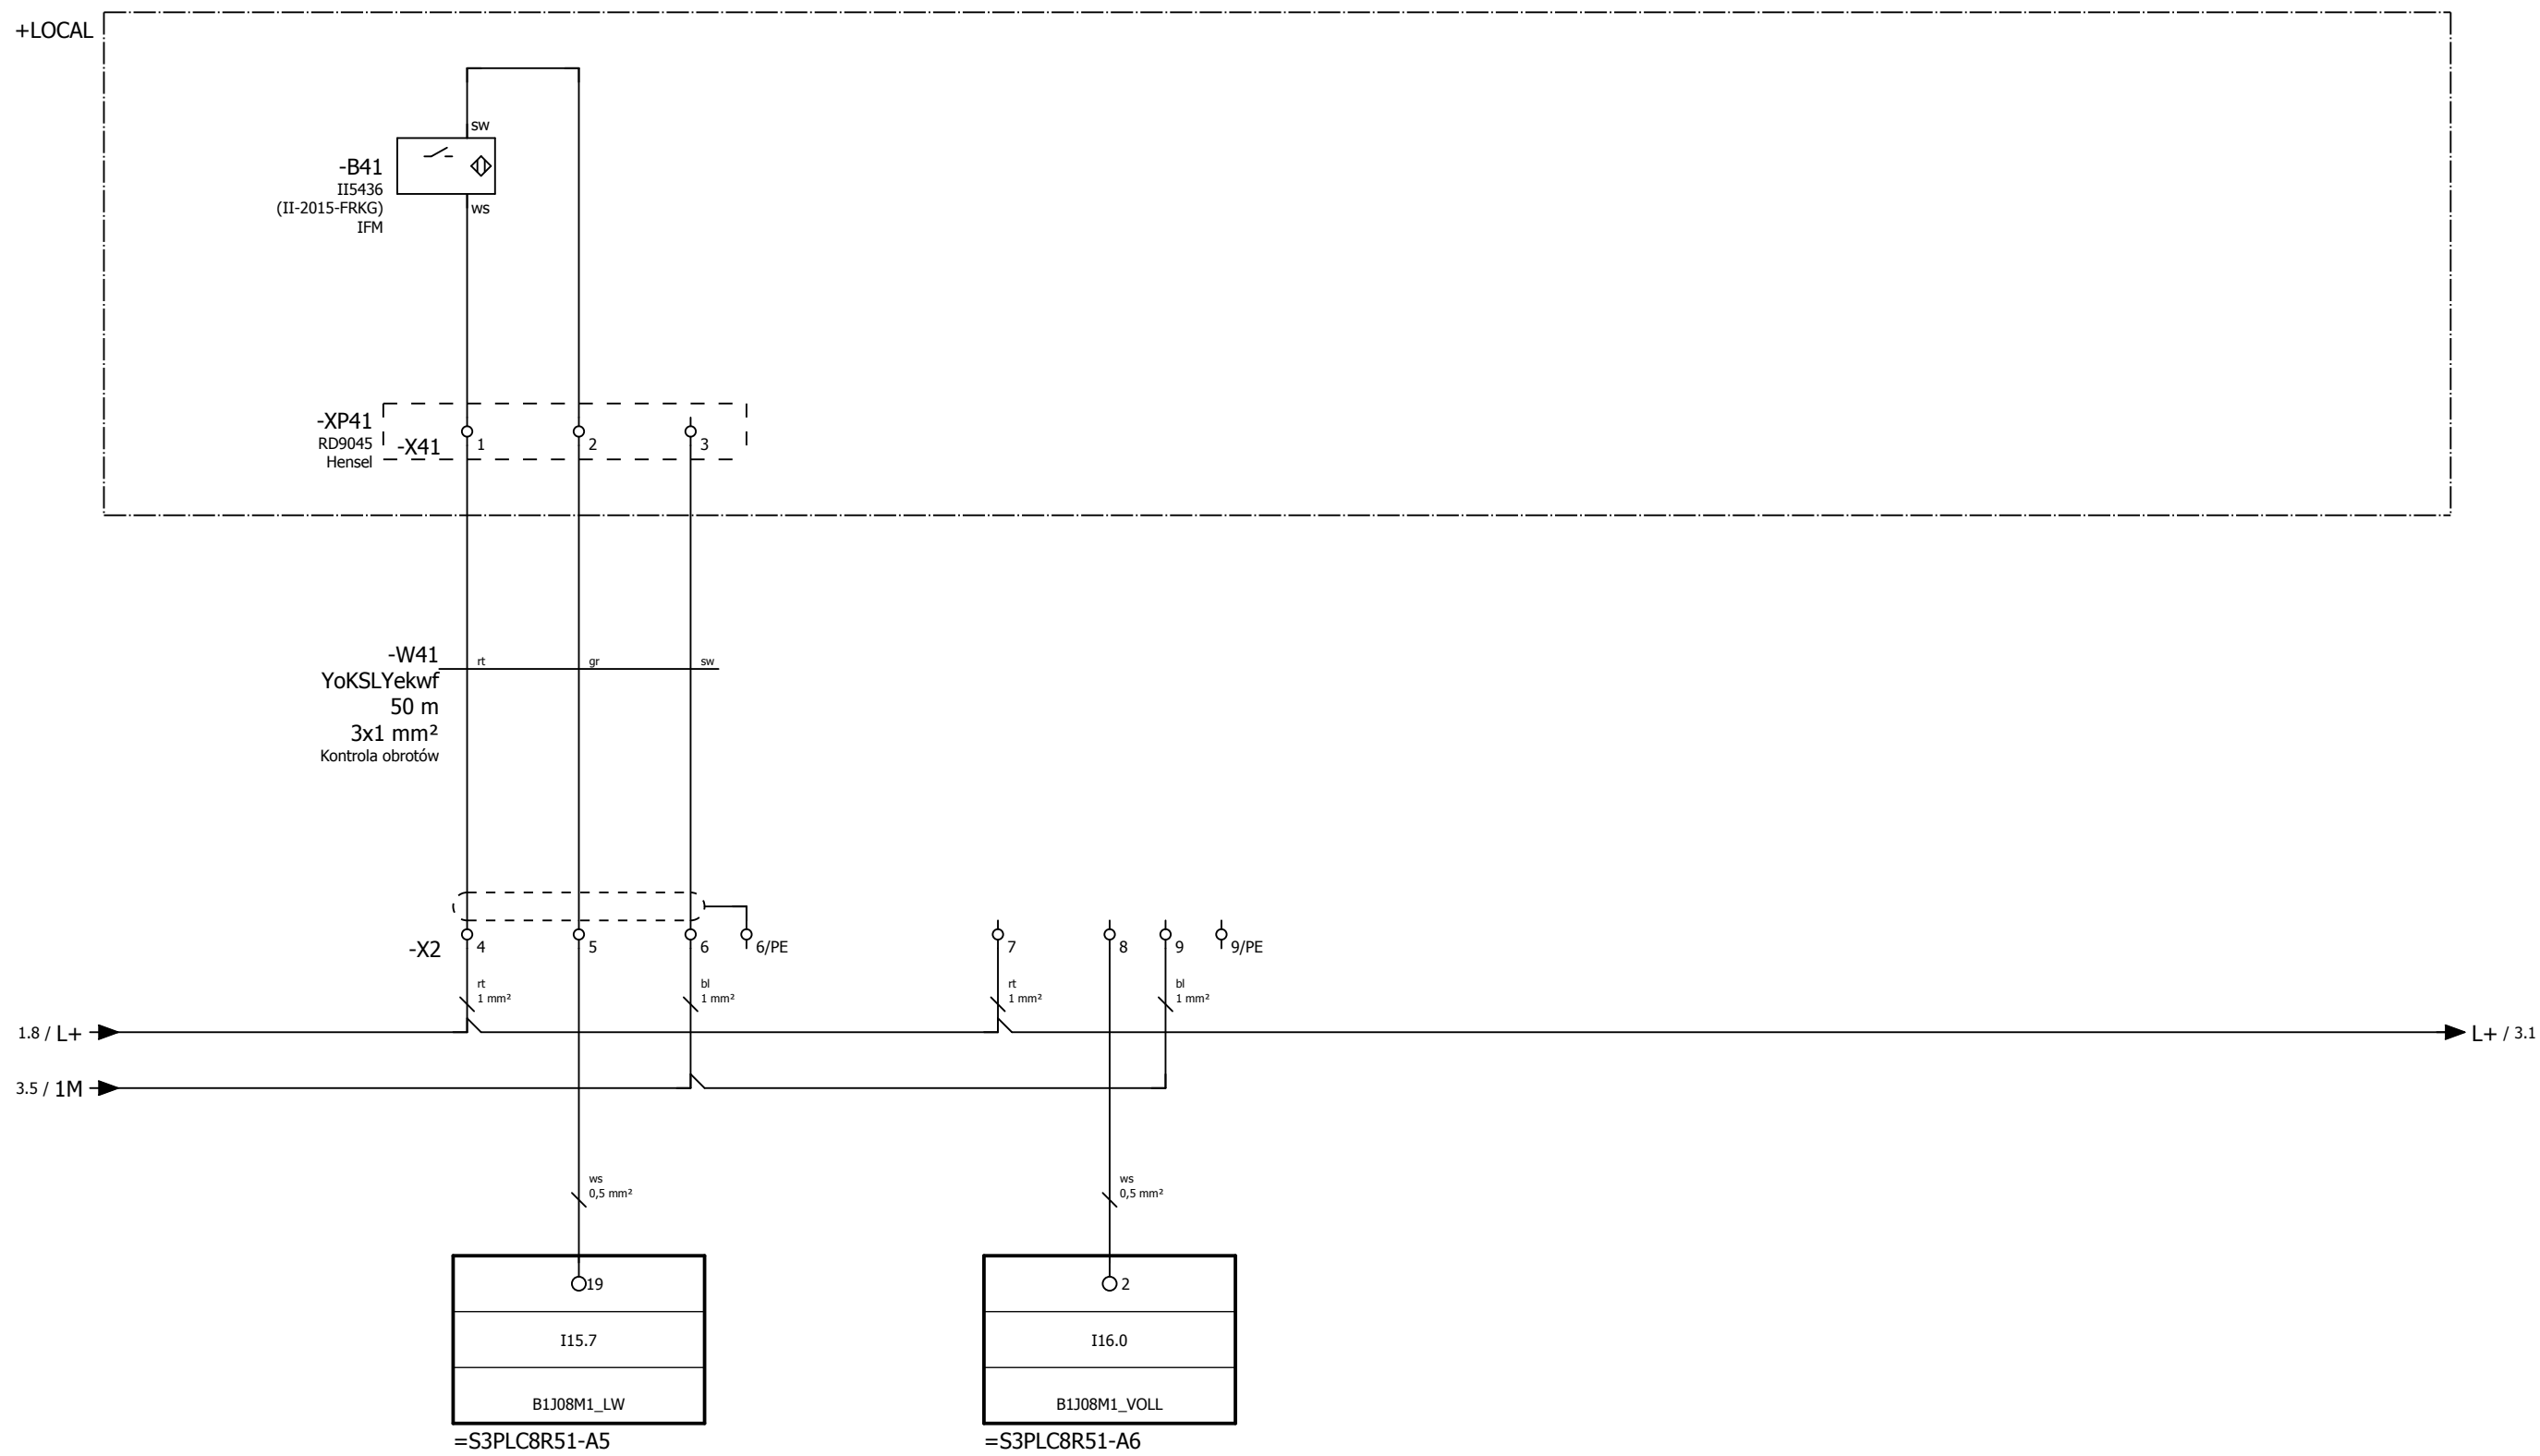 +LOCAL
sw
-B41
II5436
(II-2015-FRKG)
IFM
ws
-XP41
RD9045
Hensel
-X41
1
2
3
-W41
YoKSLYekwf
50 m
3x1 mm²
Kontrola obrotów
rt
gr
sw
-X2
4
5
6
6/PE
7
8
9
9/PE
rt
1 mm²
bl
1 mm²
rt
1 mm²
bl
1 mm²
1.8 / L+
L+ / 3.1
3.5 / 1M
ws
0,5 mm²
ws
0,5 mm²
19
I15.7
B1J08M1_LW
=S3PLC8R51-A5
2
I16.0
B1J08M1_VOLL
=S3PLC8R51-A6